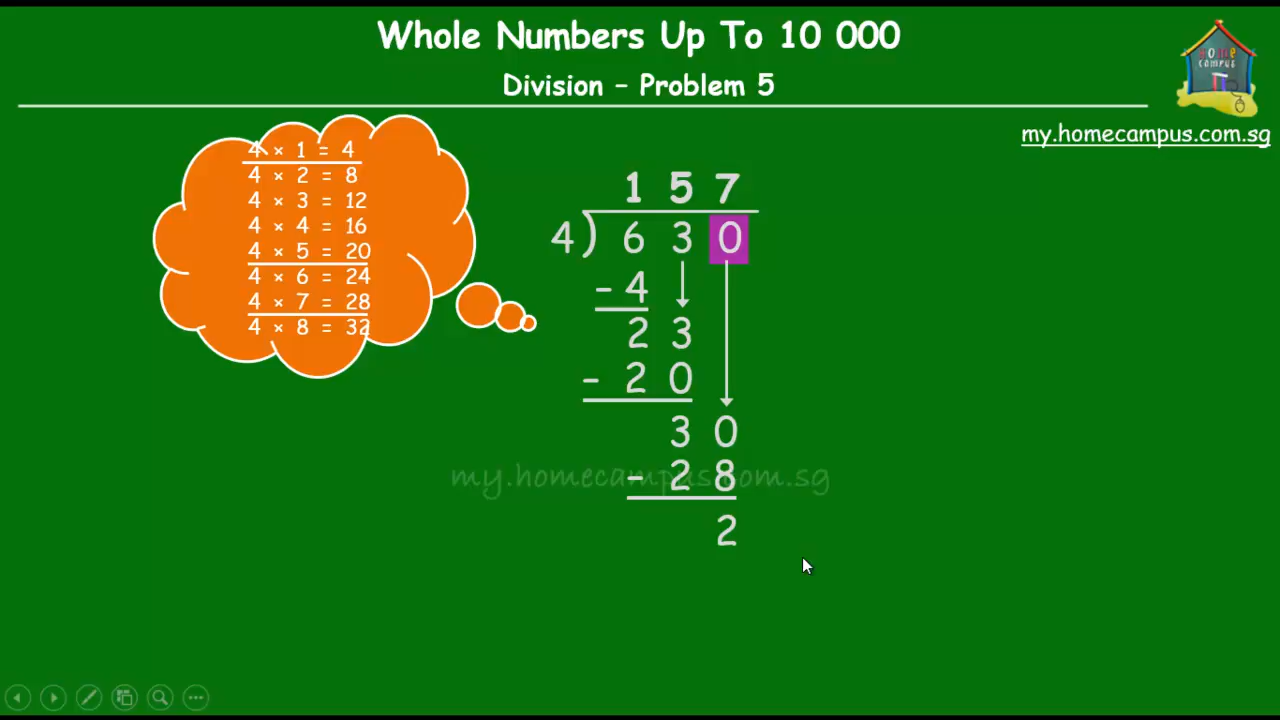 Whole Numbers Up To 10 000
Division – Problem 5
Home
Campus
my.homecampus.com.sg
4 × 1 = 4
4 × 2 = 8
4 × 3 = 12
4 × 4 = 16
4 × 5 = 20
4 × 6 = 24
4 × 7 = 28
4 × 8 = 32
1 5 7
4 ) 6 3 0
- 4
2 3
- 2 0
3 0
- 2 8
my.homecampus.com.sg
2